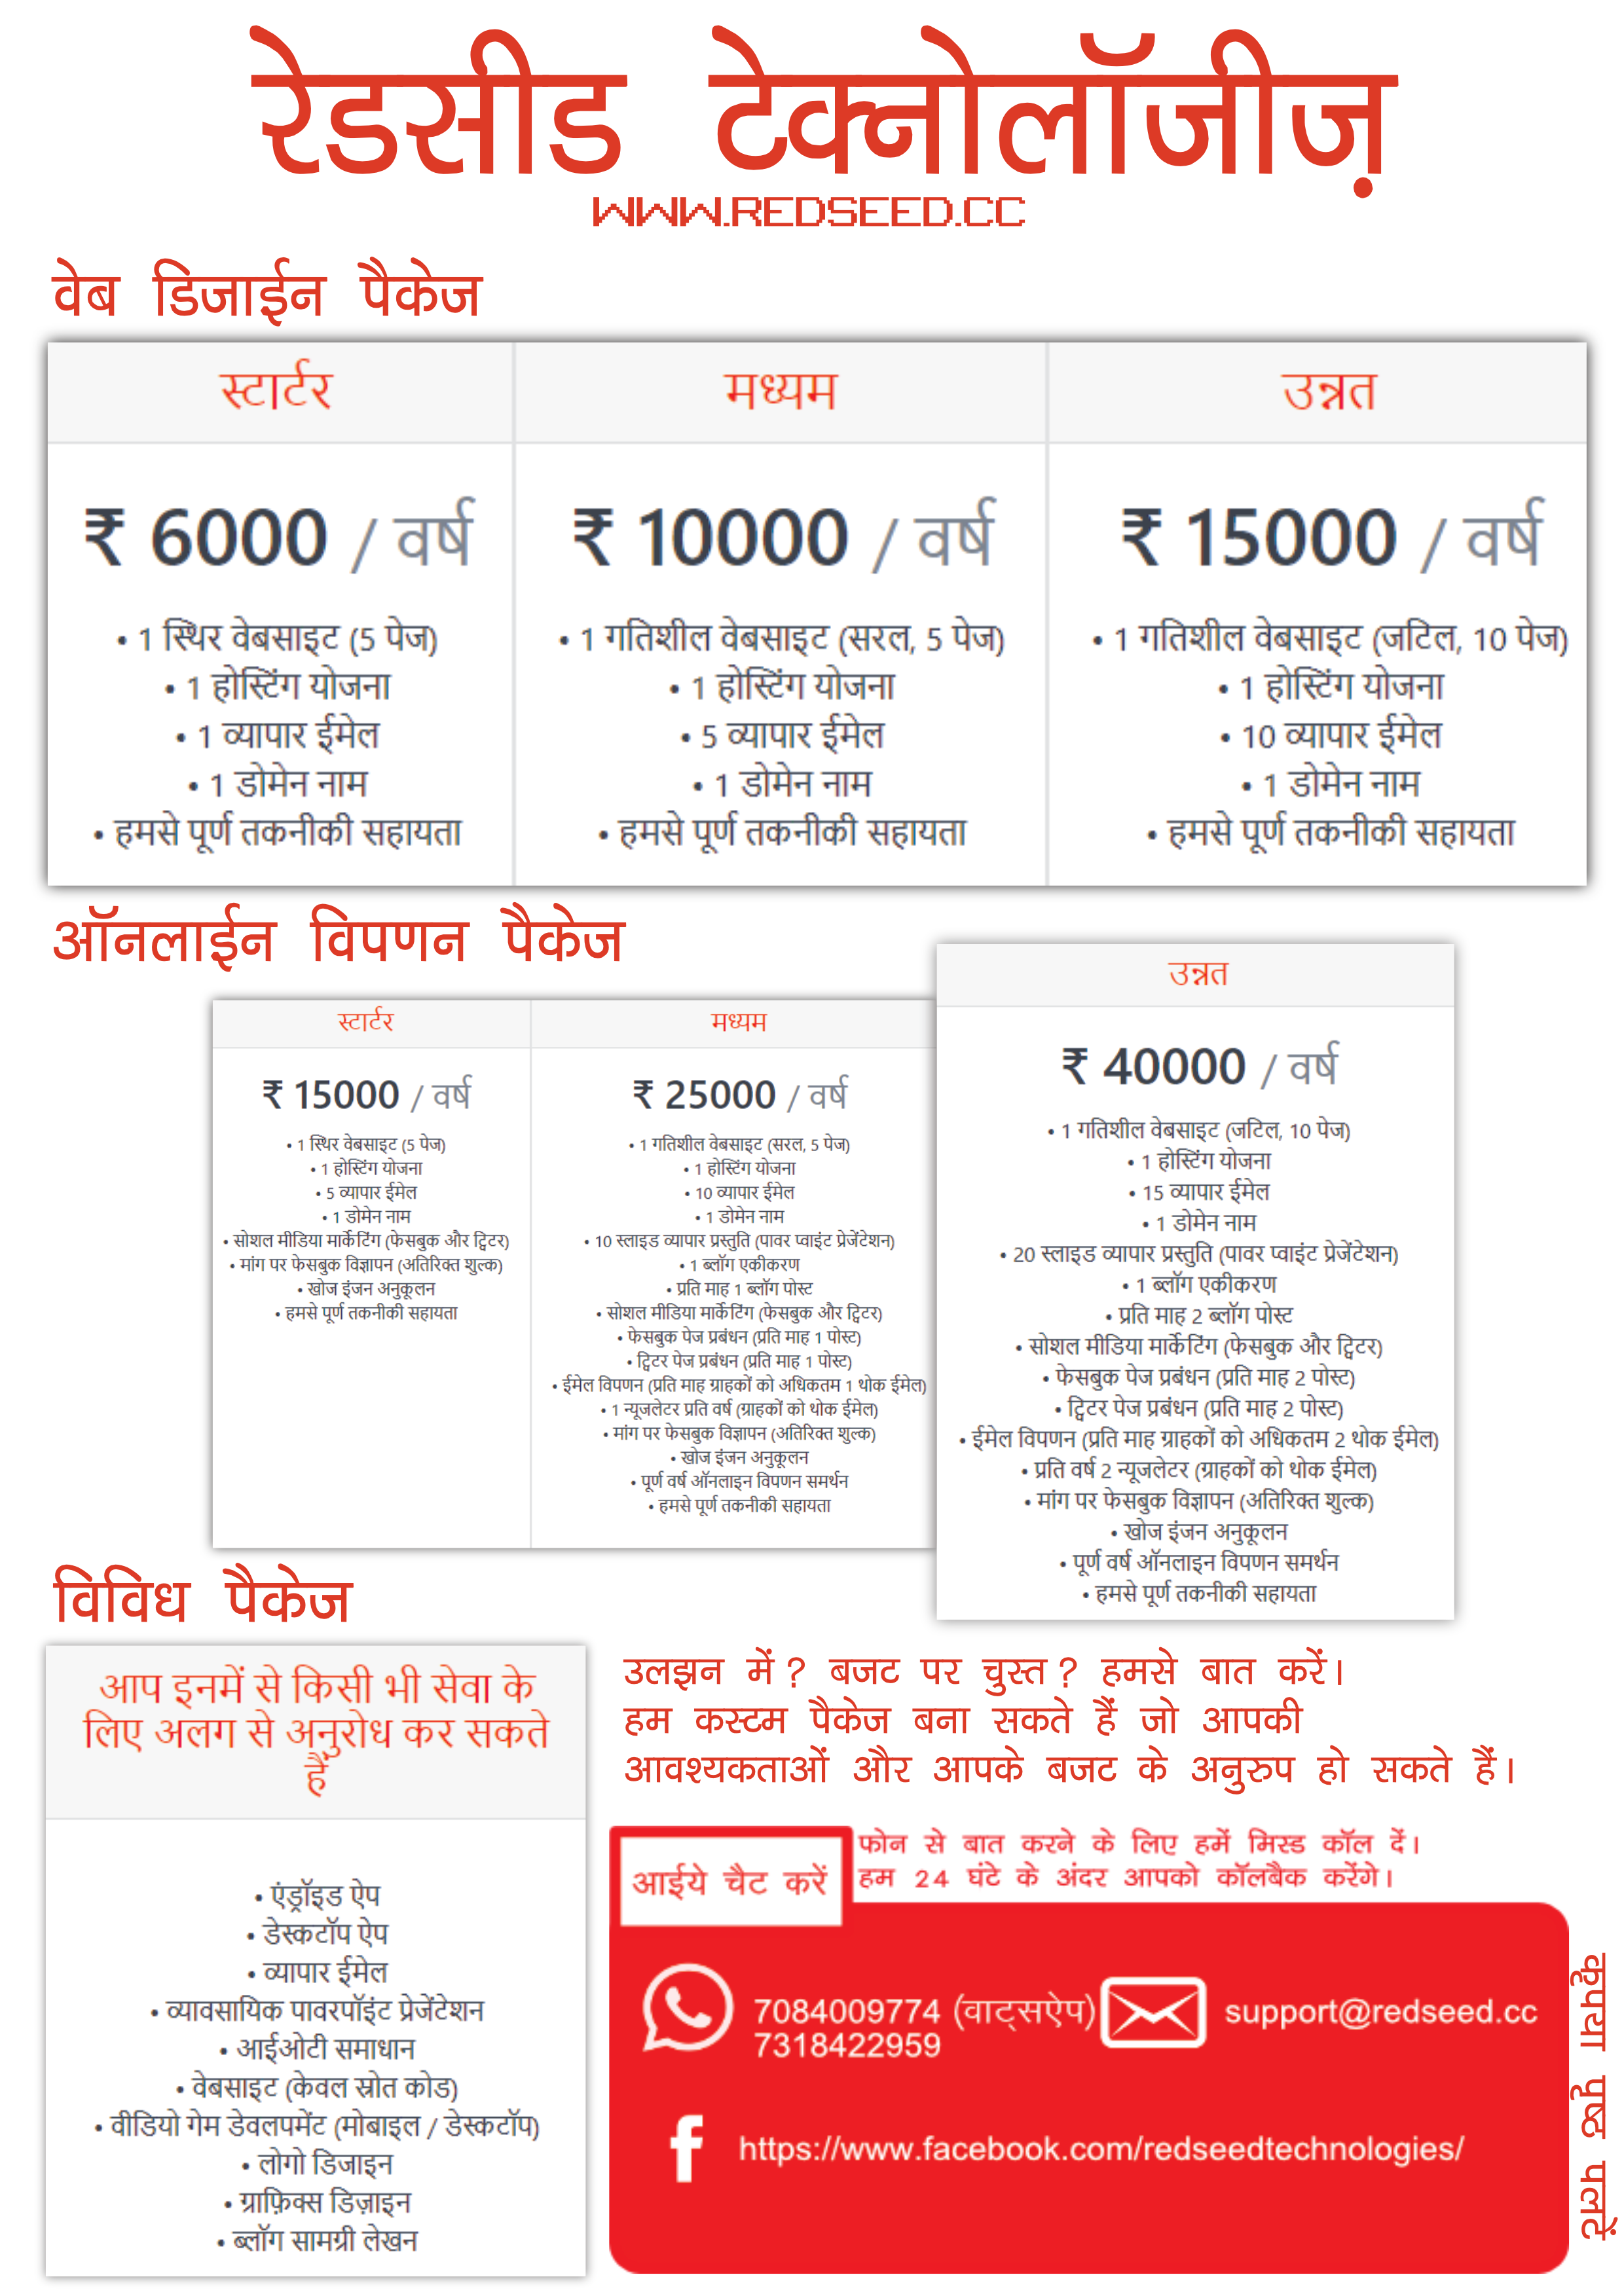 रेडसीड टेक्नोलॉजीज़
WWW.REDSEED.CC
वेब डिजाईन पैकेज
स्टार्टर
₹ 6000 / वर्ष
• 1 स्थिर वेबसाइट (5 पेज)
• 1 होस्टिंग योजना
• 1 व्यापार ईमेल
• 1 डोमेन नाम
• हमसे पूर्ण तकनीकी सहायता
मध्यम
₹ 10000 / वर्ष
• 1 गतिशील वेबसाइट (सरल, 5 पेज)
• 1 होस्टिंग योजना
• 5 व्यापार ईमेल
• 1 डोमेन नाम
• हमसे पूर्ण तकनीकी सहायता
उन्नत
₹ 15000 / वर्ष
• 1 गतिशील वेबसाइट (जटिल, 10 पेज)
• 1 होस्टिंग योजना
• 10 व्यापार ईमेल
• 1 डोमेन नाम
• हमसे पूर्ण तकनीकी सहायता
ऑनलाईन विपणन पैकेज
स्टार्टर
₹ 15000 / वर्ष
• 1 स्थिर वेबसाइट (5 पेज)
• 1 होस्टिंग योजना
• 5 व्यापार ईमेल
• 1 डोमेन नाम
• सोशल मीडिया मार्केटिंग (फेसबुक और ट्विटर)
• मांग पर फेसबुक विज्ञापन (अतिरिक्त शुल्क)
• खोज इंजन अनुकूलन
• हमसे पूर्ण तकनीकी सहायता
मध्यम
₹ 25000 / वर्ष
• 1 गतिशील वेबसाइट (सरल, 5 पेज)
• 1 होस्टिंग योजना
• 10 व्यापार ईमेल
• 1 डोमेन नाम
• 10 स्लाइड व्यापार प्रस्तुति (पावर प्वाइंट प्रेजेंटेशन)
• 1 ब्लॉग एकीकरण
• प्रति माह 1 ब्लॉग पोस्ट
• सोशल मीडिया मार्केटिंग (फेसबुक और ट्विटर)
• फेसबुक पेज प्रबंधन (प्रति माह 1 पोस्ट)
• ट्विटर पेज प्रबंधन (प्रति माह 1 पोस्ट)
• ईमेल विपणन (प्रति माह ग्राहकों को अधिकतम 1 थोक ईमेल)
• 1 न्यूजलेटर प्रति वर्ष (ग्राहकों को थोक ईमेल)
• मांग पर फेसबुक विज्ञापन (अतिरिक्त शुल्क)
• खोज इंजन अनुकूलन
• पूर्ण वर्ष ऑनलाइन विपणन समर्थन
• हमसे पूर्ण तकनीकी सहायता
उन्नत
₹ 40000 / वर्ष
• 1 गतिशील वेबसाइट (जटिल, 10 पेज)
• 1 होस्टिंग योजना
• 15 व्यापार ईमेल
• 1 डोमेन नाम
• 20 स्लाइड व्यापार प्रस्तुति (पावर प्वाइंट प्रेजेंटेशन)
• 1 ब्लॉग एकीकरण
• प्रति माह 2 ब्लॉग पोस्ट
• सोशल मीडिया मार्केटिंग (फेसबुक और ट्विटर)
• फेसबुक पेज प्रबंधन (प्रति माह 2 पोस्ट)
• ट्विटर पेज प्रबंधन (प्रति माह 2 पोस्ट)
• ईमेल विपणन (प्रति माह ग्राहकों को अधिकतम 2 थोक ईमेल)
• प्रति वर्ष 2 न्यूजलेटर (ग्राहकों को थोक ईमेल)
• मांग पर फेसबुक विज्ञापन (अतिरिक्त शुल्क)
• खोज इंजन अनुकूलन
• पूर्ण वर्ष ऑनलाइन विपणन समर्थन
• हमसे पूर्ण तकनीकी सहायता
विविध पैकेज
आप इनमें से किसी भी सेवा के
लिए अलग से अनुरोध कर सकते
हैं
• एंड्रॉइड ऐप
• डेस्कटॉप ऐप
• व्यापार ईमेल
• व्यावसायिक पावरपॉइंट प्रेजेंटेशन
• आईओटी समाधान
• वेबसाइट (केवल स्रोत कोड)
• वीडियो गेम डेवलपमेंट (मोबाइल / डेस्कटॉप)
• लोगो डिजाइन
• ग्राफ़िक्स डिज़ाइन
• ब्लॉग सामग्री लेखन
उलझन में? बजट पर चुस्त? हमसे बात करें।
हम कस्टम पैकेज बना सकते हैं जो आपकी
आवश्यकताओं और आपके बजट के अनुरुप हो सकते हैं।
आईये चैट करें
फोन से बात करने के लिए हमें मिस्ड कॉल दें।
हम 24 घंटे के अंदर आपको कॉलबैक करेंगे।
7084009774 (वाट्सऐप)
7318422959
support@redseed.cc
https://www.facebook.com/redseedtechnologies/
कृपया पृष्ठ पलटें